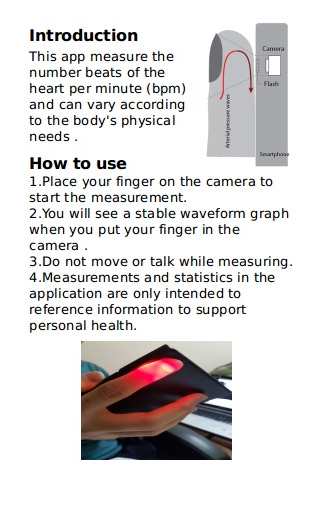 Introduction
This app measure the
number beats of the
heart per minute (bpm)
and can vary according
to the body's physical
needs .
Camera
Flash
Arterial pressure waves
Smartphone
How to use
1.Place your finger on the camera to
start the measurement.
2.You will see a stable waveform graph
when you put your finger in the
camera .
3.Do not move or talk while measuring.
4.Measurements and statistics in the
application are only intended to
reference information to support
personal health.